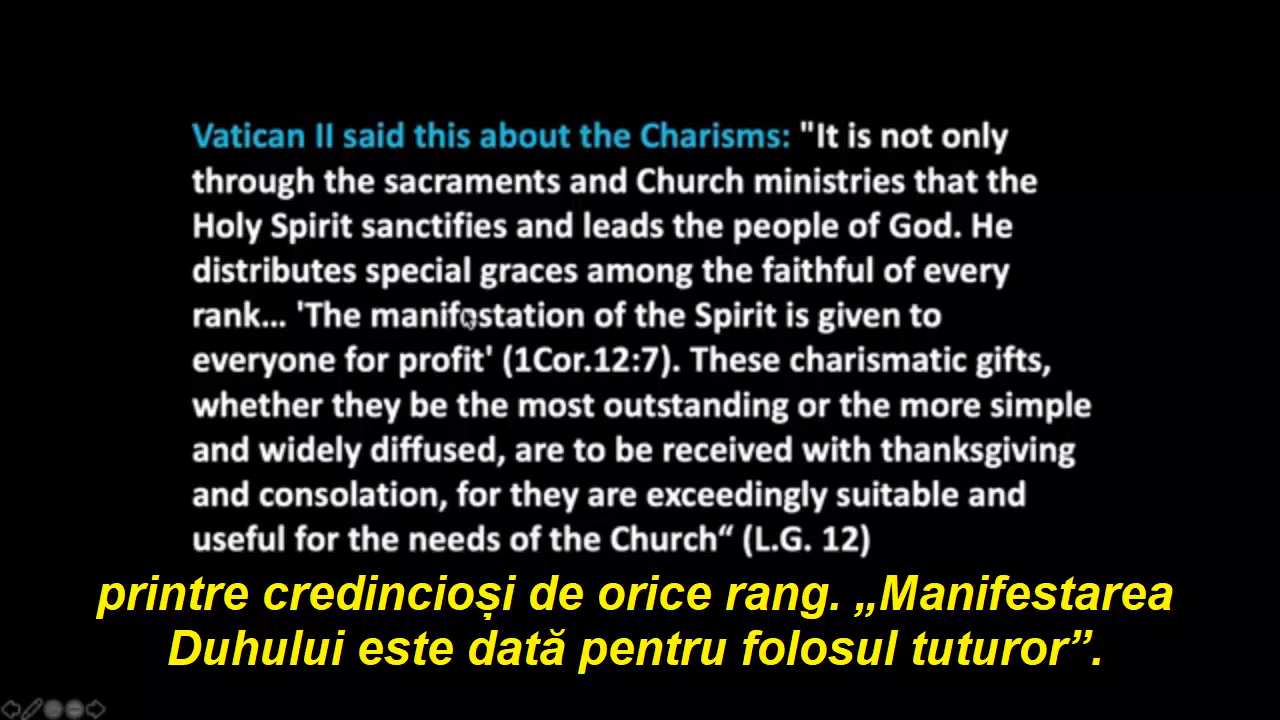 Vatican II said this about the Charisms: "It is not only
through the sacraments and Church ministries that the
Holy Spirit sanctifies and leads the people of God. He
distributes special graces among the faithful of every
rank... 'The manifestation of the Spirit is given to
everyone for profit' (1Cor.12:7). These charismatic gifts,
whether they be the most outstanding or the more simple
and widely diffused, are to be received with thanksgiving
and consolation, for they are exceedingly suitable and
useful for the needs of the Church“ (L.G. 12)
printre credincioși de orice rang. „Manifestarea
Duhului este dată pentru folosul tuturor”.